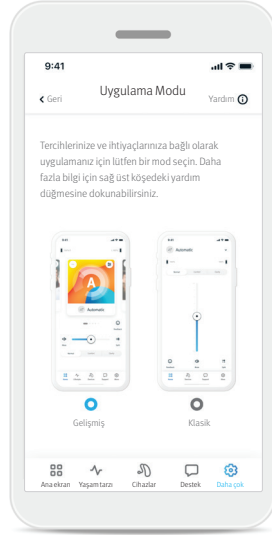 9:41
Geri
Uygulama Modu
Yardım
Tercihlerinize ve ihtiyaçlarınıza bağlı olarak
uygulamanız için lütfen bir mod seçin. Daha
fazla bilgi için sağ üst köşedeki yardım
düğmesine dokunabilirsiniz.
A
Automatic
Automatic
Gelişmiş
Klasik
Ana ekran
Yaşam tarzı
Cihazlar
Destek
Daha çok